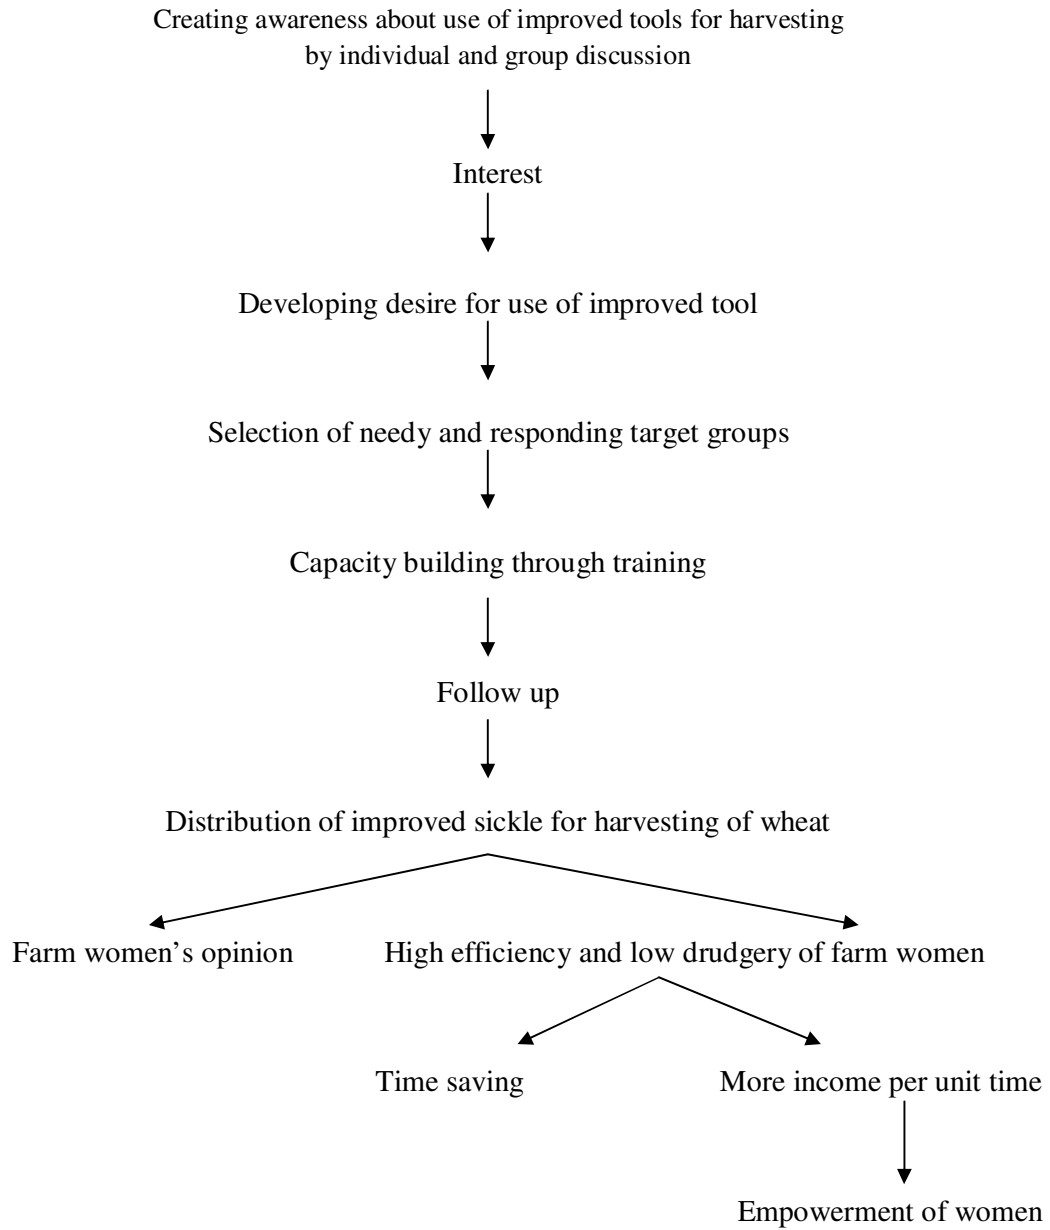 Creating awareness about use of improved tools for harvesting
by individual and group discussion
Interest
Developing desire for use of improved tool
Selection of needy and responding target groups
Capacity building through training
Follow up
Distribution of improved sickle for harvesting of wheat
Farm women’s opinion
High efficiency and low drudgery of farm women
Time saving
More income per unit time
Empowerment of women